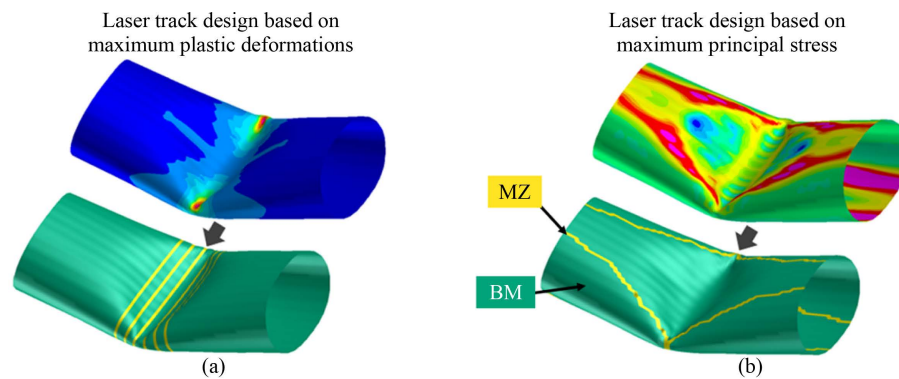 Laser track design based on
maximum plastic deformations
Laser track design based on
maximum principal stress
MZ
BM
(a)
(b)